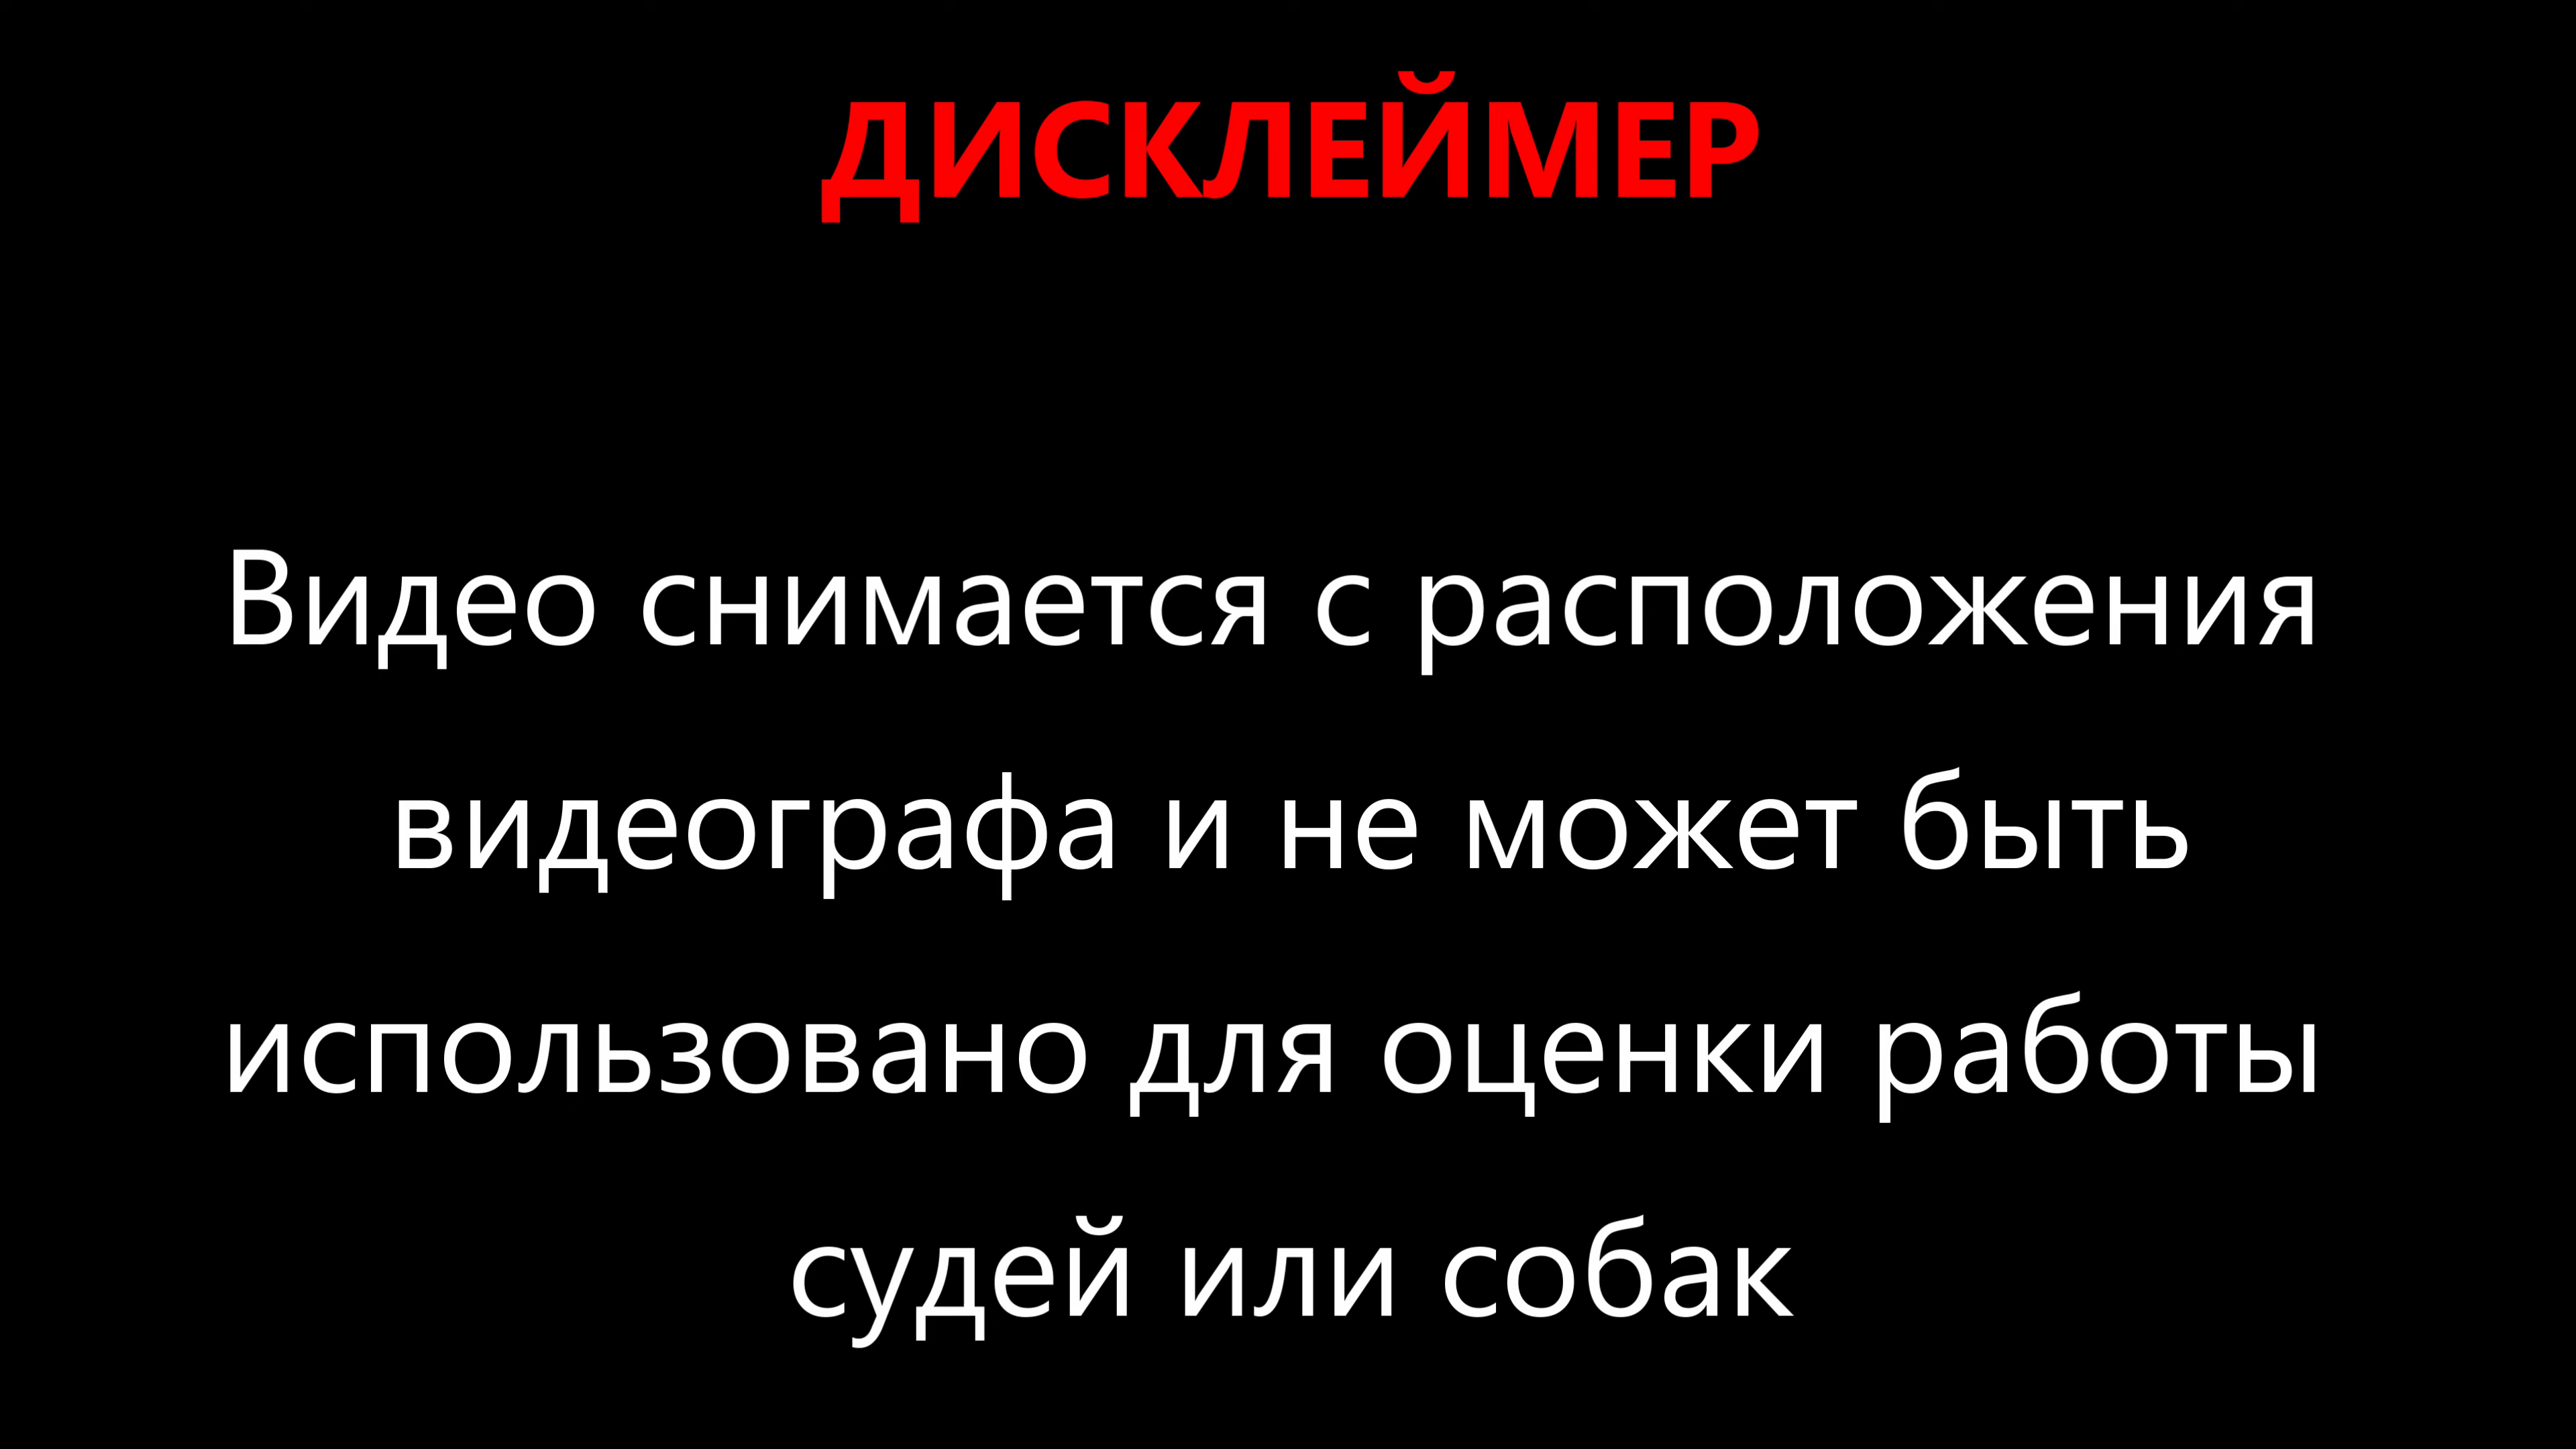 ДИСКЛЕЙМЕР
Видео снимается с расположения
видеографа и не может быть
использовано для оценки работы
судей или собак